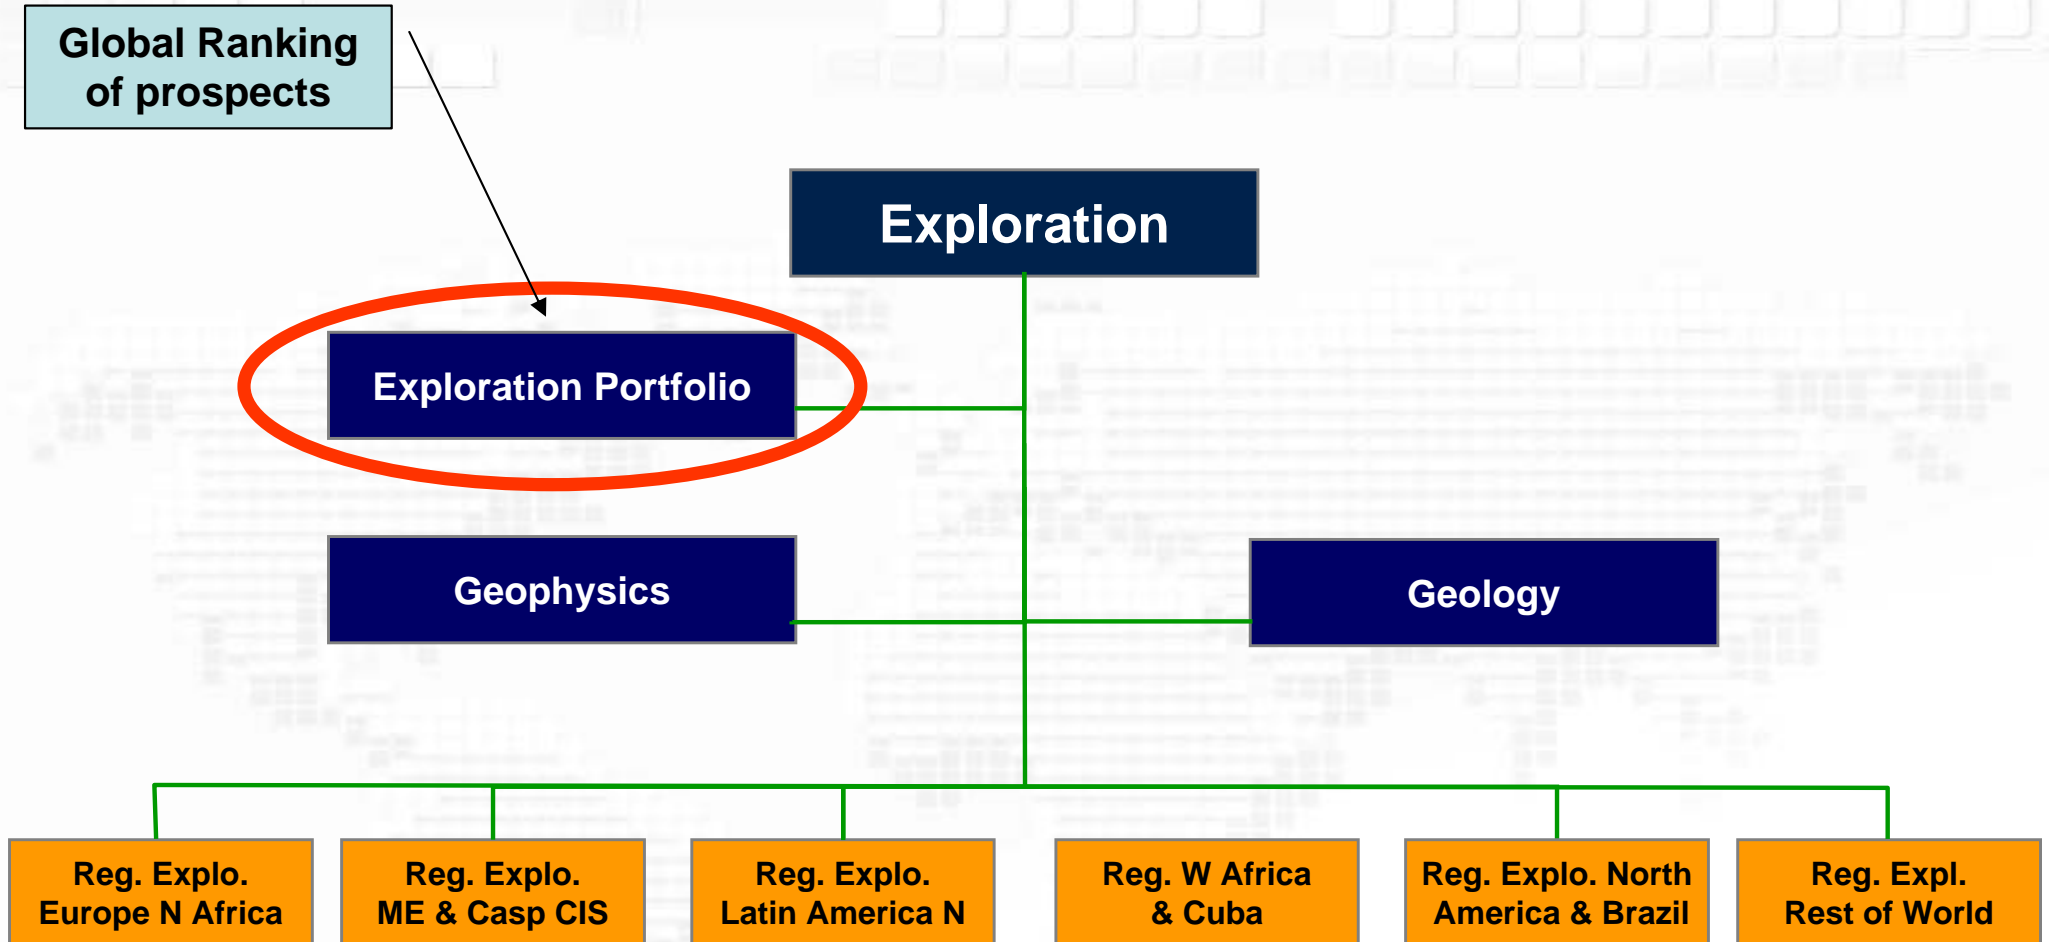 Global Ranking
of prospects
Exploration
Exploration Portfolio
Geophysics
Geology
Reg. Explo.
Europe N Africa
Reg. Explo.
ME & Casp CIS
Reg. Explo.
Latin America N
Reg. W Africa
& Cuba
Reg. Explo. North
America & Brazil
Reg. Expl.
Rest of World